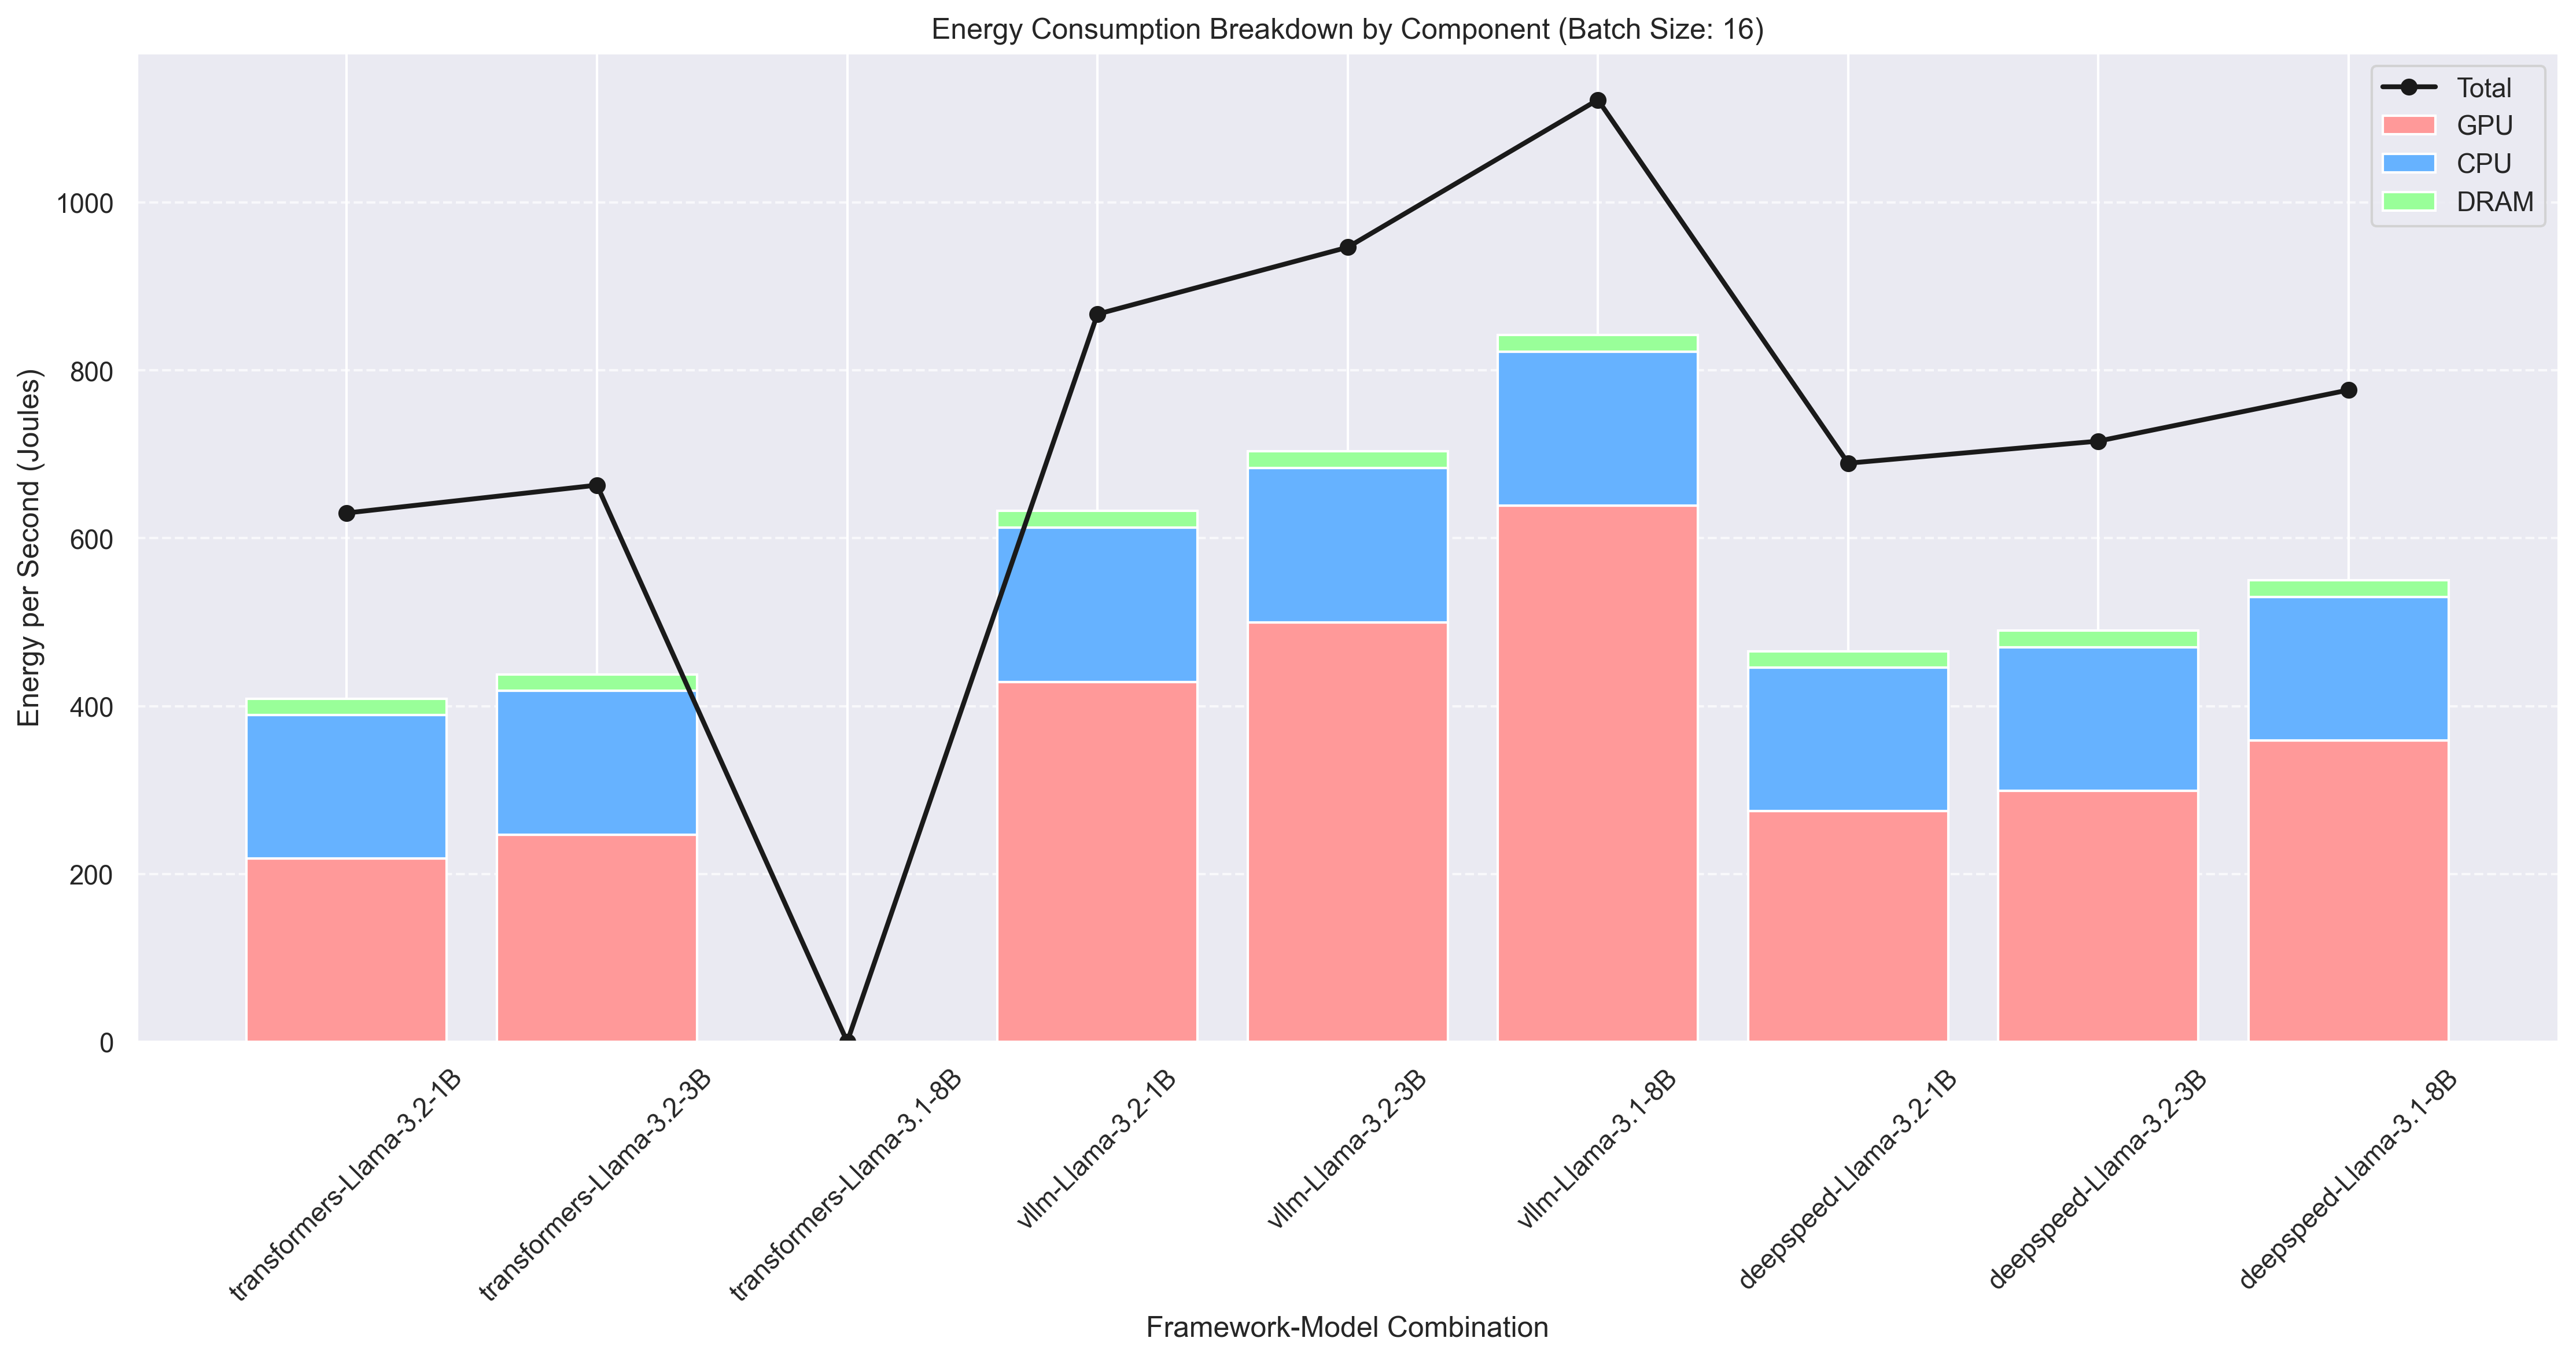 Energy Consumption Breakdown by Component (Batch Size: 16)
Total
GPU
CPU
DRAM
Energy per Second (Joules)
1000
800
600
400
200
0
transformers-Llama-3.2-1B
transformers-Llama-3.2-3B
transformers-Llama-3.1-8B
vllm-Llama-3.2-1B
vllm-Llama-3.2-3B
vllm-Llama-3.1-8B
deepspeed-Llama-3.2-1B
deepspeed-Llama-3.2-3B
deepspeed-Llama-3.1-8B
Framework-Model Combination